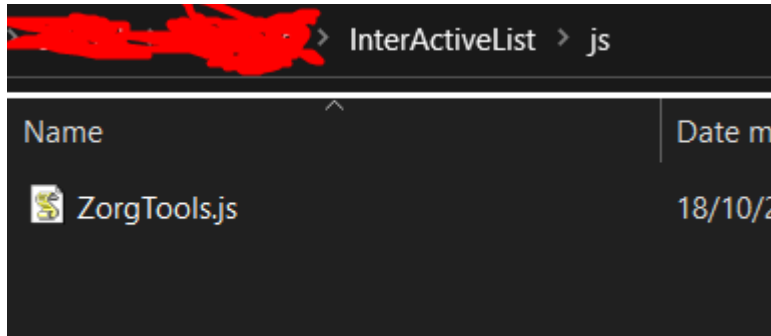 > InterActiveList > js
Name Date m
ZorgTools.js 18/10/2